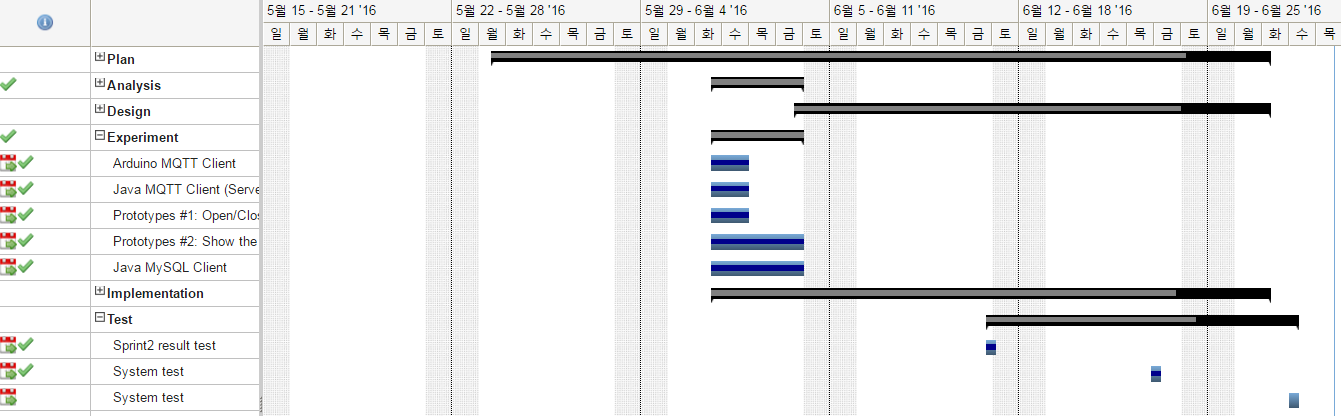 5월 15 - 5월 21 '16 5월 22 - 5월 28 '16 5월 29 - 6월 4 '16 6월 5 - 6월 11 '16 6월 12 - 6월 18 '16 6월 19 - 6월 25 '16
일 월 화 수 목 금 토 일 월 화 수 목 금 토 일 월 화 수 목 금 토 일 월 화 수 목 금 토 일 월 화 수 목 금 토 일 월 화 수 목
Plan
Analysis
Design
Experiment
Arduino MQTT Client
Java MQTT Client (Serve
Prototypes #1: Open/Clos
Prototypes #2: Show the
Java MySQL Client
Implementation
Test
Sprint2 result test
System test
System test